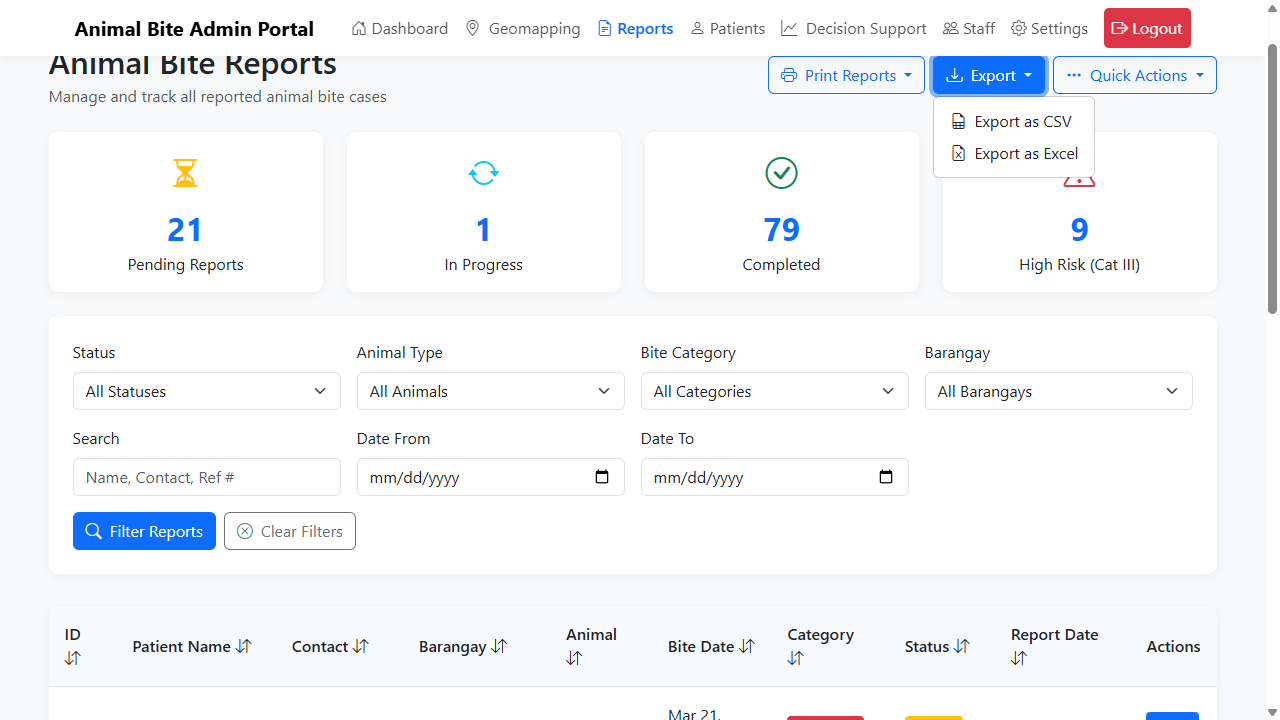 Animal Bite Admin Portal
Dashboard
Geomapping
Reports
Patients
Decision Support
Staff
Settings
Logout
Animal Bite Reports
Manage and track all reported animal bite cases
Print Reports
Export
Quick Actions
Export as CSV
Export as Excel
21
Pending Reports
1
In Progress
79
Completed
9
High Risk (Cat III)
Status
Animal Type
Bite Category
Barangay
All Statuses
All Animals
All Categories
All Barangays
Search
Date From
Date To
Name, Contact, Ref #
mm/dd/yyyy
mm/dd/yyyy
Filter Reports
Clear Filters
ID
Patient Name
Contact
Barangay
Animal
Bite Date
Category
Status
Report Date
Actions
Mar 21,